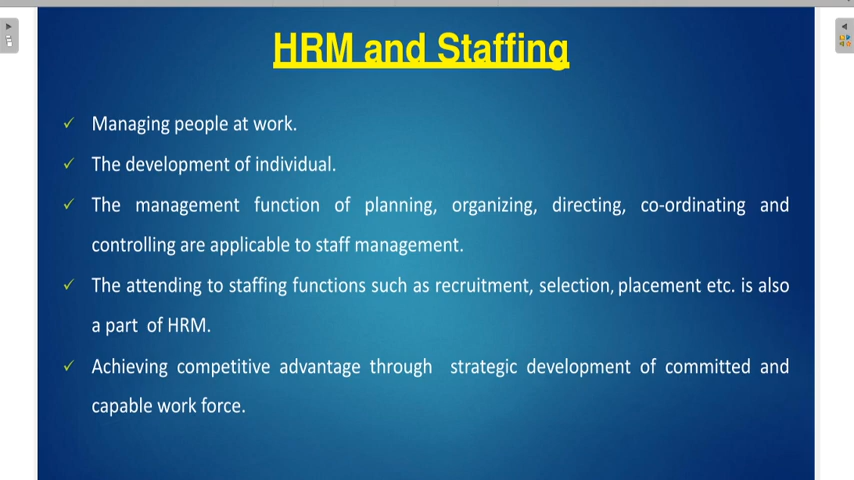 HRM and Staffing
✓ Managing people at work.
✓ The development of individual.
✓ The management function of planning, organizing, directing, co-ordinating and
controlling are applicable to staff management.
✓ The attending to staffing functions such as recruitment, selection, placement etc. is also
a part of HRM.
✓ Achieving competitive advantage through strategic development of committed and
capable work force.